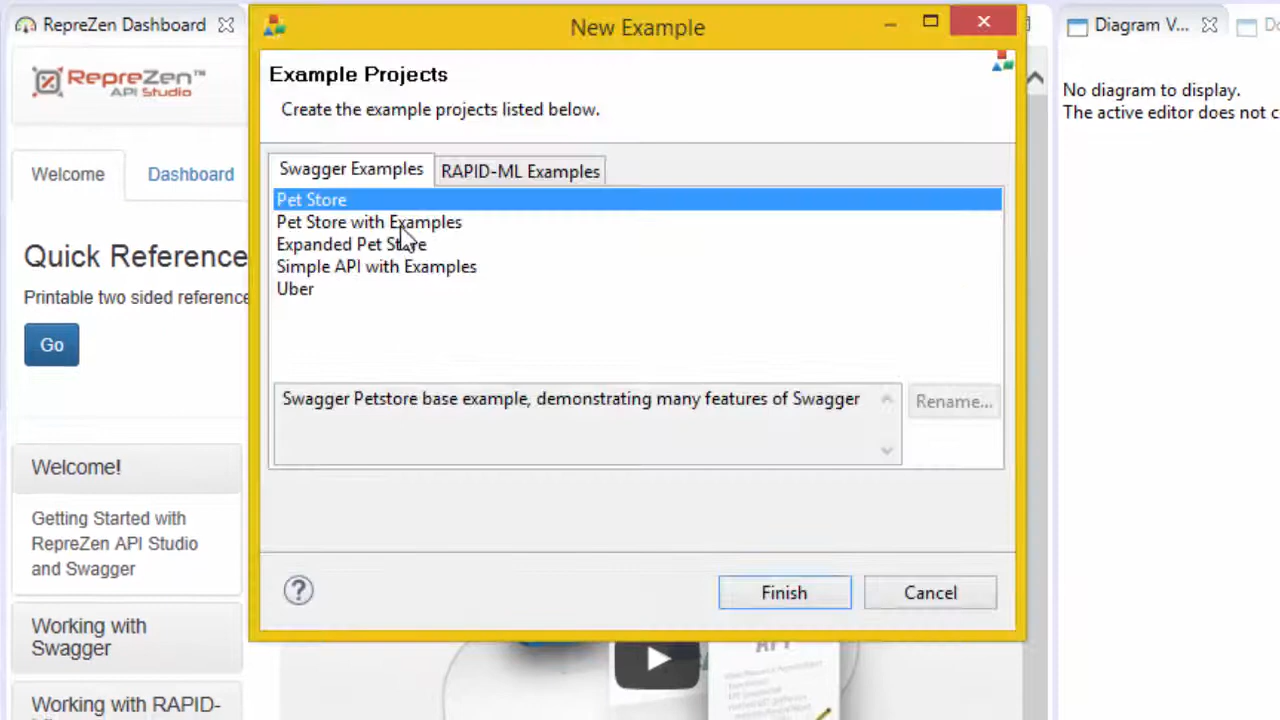 RepreZen Dashboard
New Example
Diagram V...
RepreZen™
API Studio
Example Projects
Create the example projects listed below.
No diagram to display.
The active editor does not c
Welcome
Dashboard
Swagger Examples
RAPID-ML Examples
Pet Store
Pet Store with Examples
Expanded Pet Store
Simple API with Examples
Uber
Quick Reference
Printable two sided reference
Go
Swagger Petstore base example, demonstrating many features of Swagger
Rename...
Welcome!
Getting Started with
RepreZen API Studio
and Swagger
Finish
Cancel
Working with
Swagger
Working with RAPID-